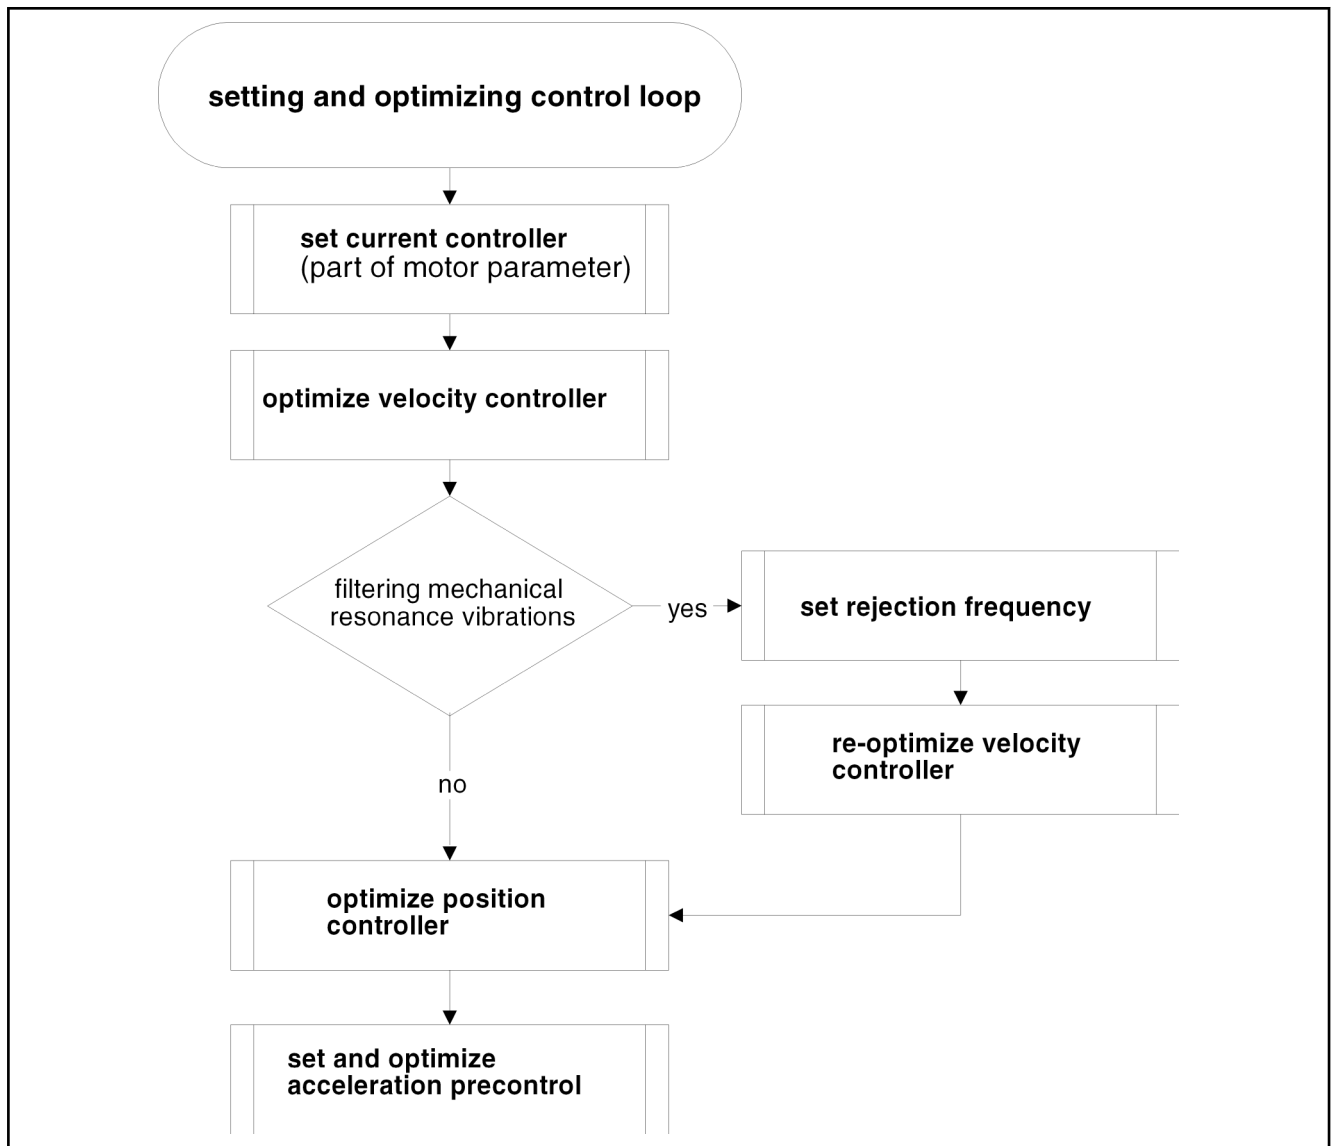 setting and optimizing control loop
set current controller
(part of motor parameter)
optimize velocity controller
filtering mechanical
resonance vibrations
yes
set rejection frequency
re-optimize velocity
controller
no
optimize position
controller
set and optimize
acceleration precontrol